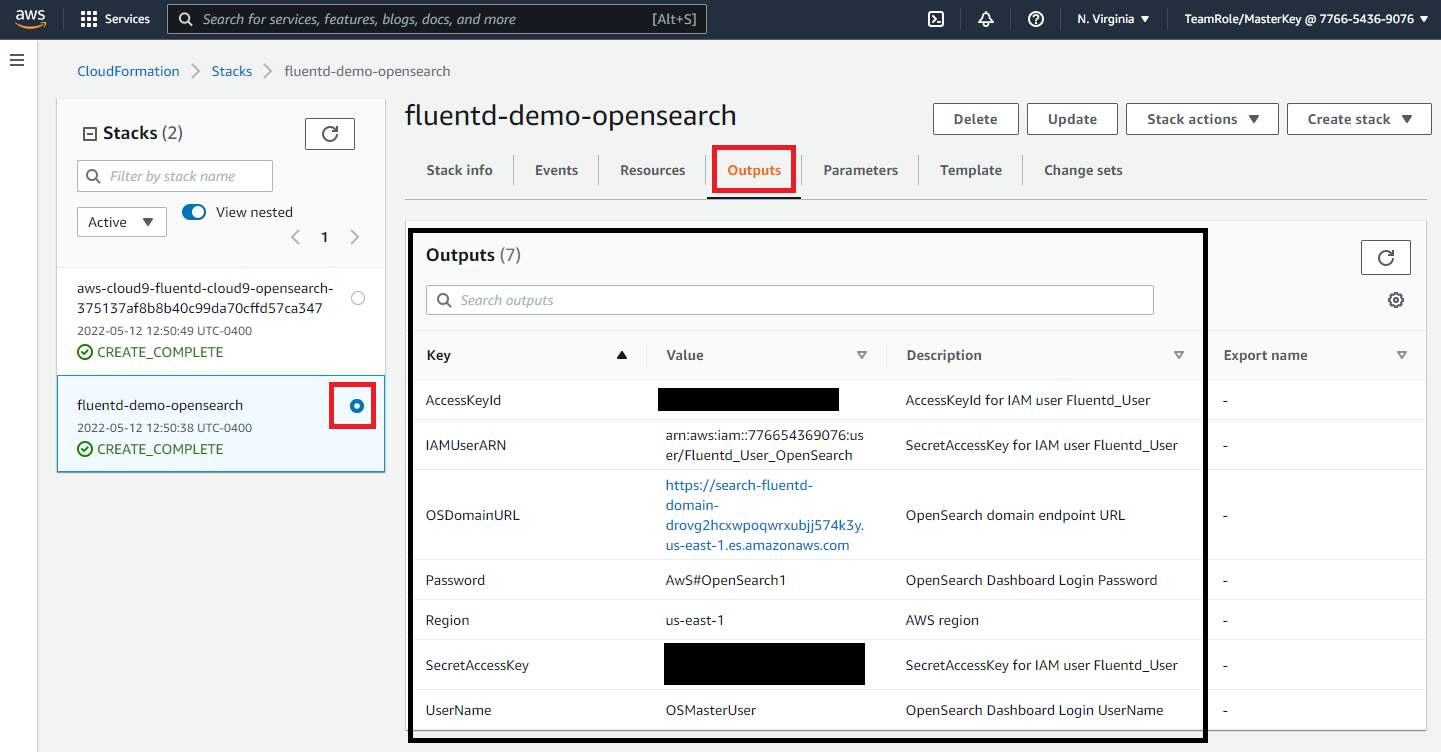 aws
Services
Search for services, features, blogs, docs, and more
[Alt+S]
N. Virginia
TeamRole/MasterKey @ 7766-5436-9076
CloudFormation
Stacks
fluentd-demo-opensearch
Stacks (2)
Filter by stack name
Active
View nested
1
aws-cloud9-fluentd-cloud9-opensearch-
375137af8b8b40c99da70cffd57ca347
2022-05-12 12:50:49 UTC-0400
CREATE_COMPLETE
fluentd-demo-opensearch
2022-05-12 12:50:38 UTC-0400
CREATE_COMPLETE
fluentd-demo-opensearch
Delete
Update
Stack actions
Create stack
Stack info
Events
Resources
Outputs
Parameters
Template
Change sets
Outputs (7)
Search outputs
Key
Value
Description
Export name
AccessKeyId
AccessKeyId for IAM user Fluentd_User
-
IAMUserARN
arn:aws:iam::776654369076:us
er/Fluentd_User_OpenSearch
SecretAccessKey for IAM user Fluentd_User
-
OSDomainURL
https://search-fluentd-
domain-
drovg2hcxwpoqwrxubjj574k3y.
us-east-1.es.amazonaws.com
OpenSearch domain endpoint URL
-
Password
AwS#OpenSearch1
OpenSearch Dashboard Login Password
-
Region
us-east-1
AWS region
-
SecretAccessKey
SecretAccessKey for IAM user Fluentd_User
-
UserName
OSMasterUser
OpenSearch Dashboard Login UserName
-